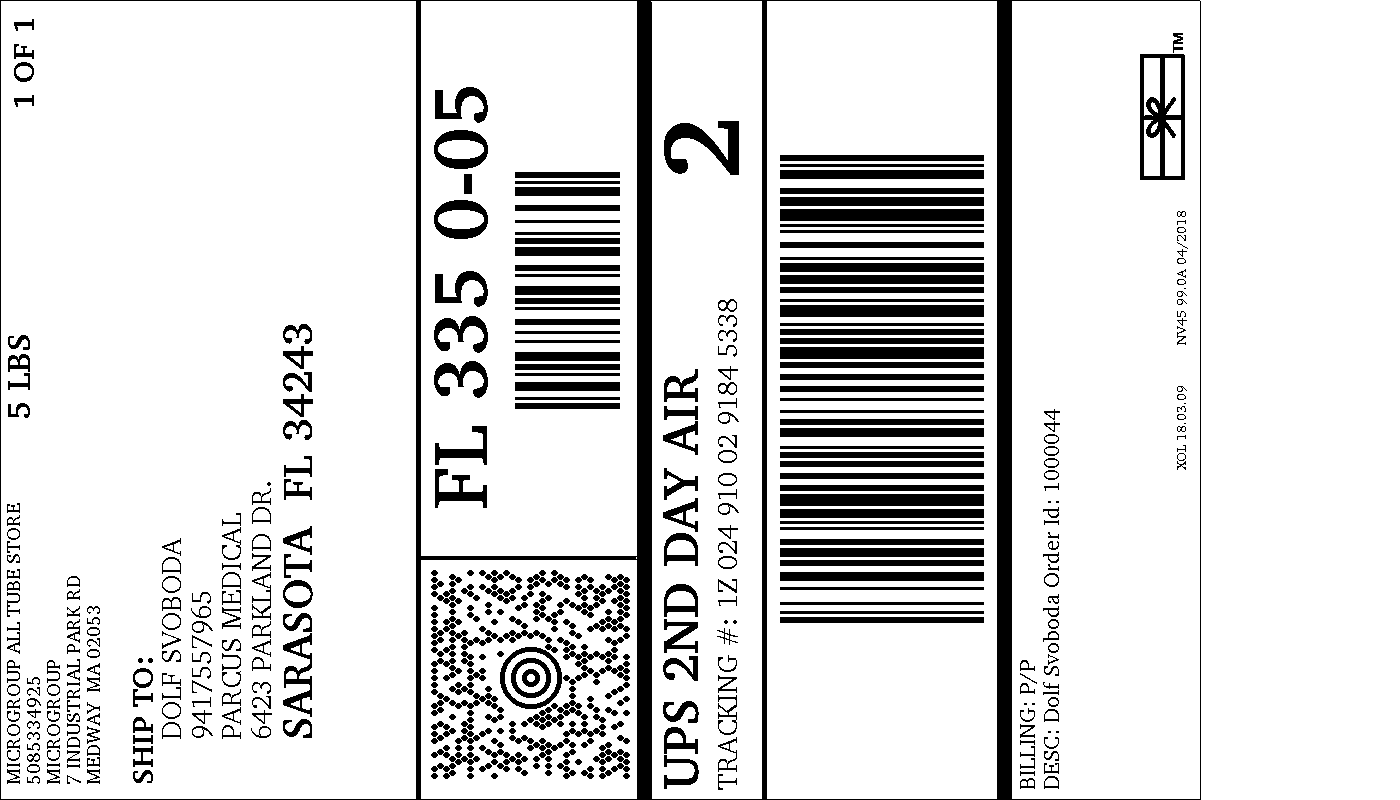 MICROGROUP ALL TUBE STORE
5085334925
MICROGROUP
7 INDUSTRIAL PARK RD
MEDWAY MA 02053
5 LBS
1 OF 1
SHIP TO:
DOLF SVOBODA
9417557965
PARCUS MEDICAL
6423 PARKLAND DR.
SARASOTA FL 34243
FL 335 0-05
UPS 2ND DAY AIR
2
TRACKING #: 1Z 024 910 02 9184 5338
BILLING: P/P
DESC: Dolf Svoboda Order Id: 1000044
XOL 18.03.09 NV45 99.0A 04/2018
TM